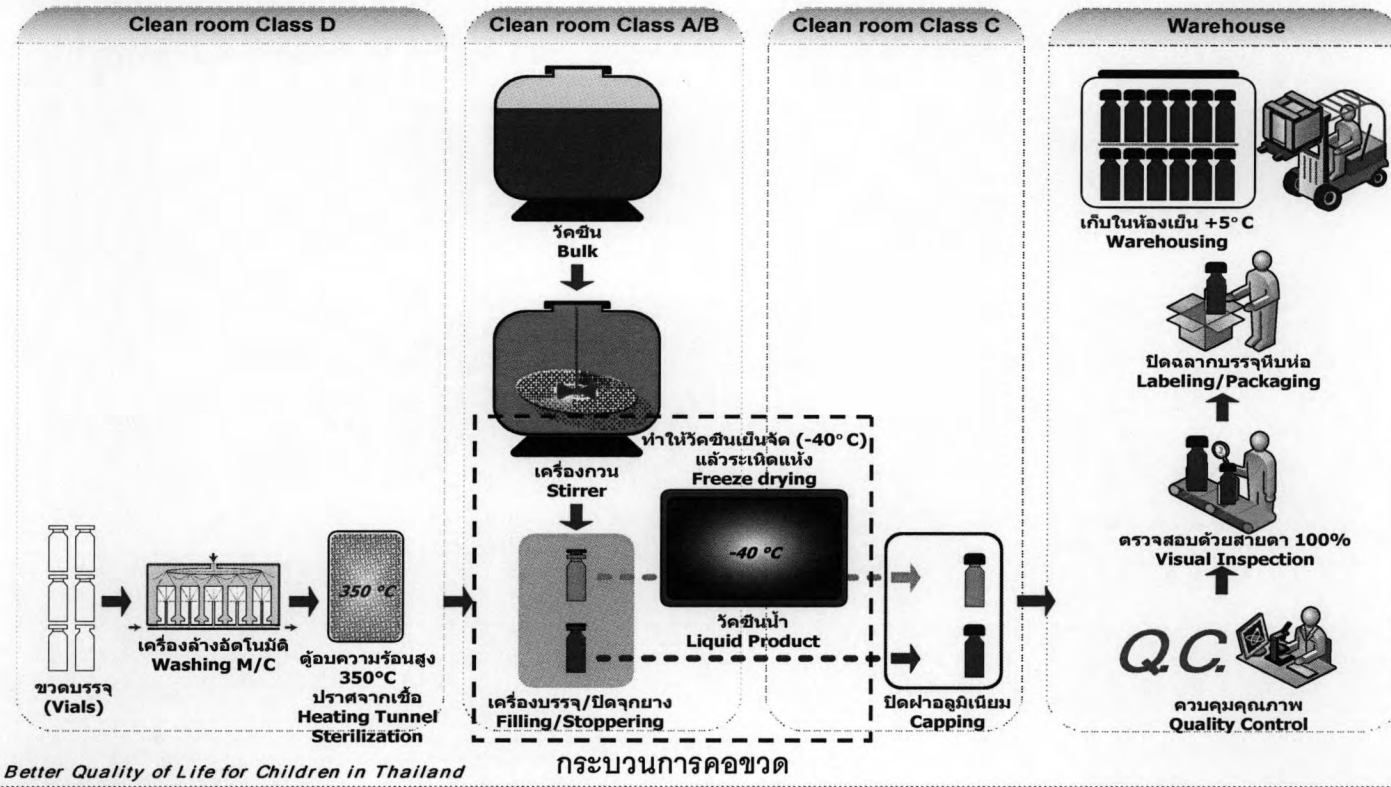 Clean room Class D
Clean room Class A/B
Clean room Class C
Warehouse
ขวดบรรจุ
(Vials)
เครื่องล้างอัตโนมัติ
Washing M/C
350 °C
ตู้อบความร้อนสูง
350°C
ปราศจากเชื้อ
Heating Tunnel
Sterilization
วัคซีน
Bulk
เครื่องกวน
Stirrer
เครื่องบรรจุ/ปิดจุกยาง
Filling/Stoppering
ทำให้วัคซีนเย็นจัด (-40°C)
แล้วระเหิดแห้ง
Freeze drying
-40 °C
วัคซีนน้ำ
Liquid Product
ปิดฝาอลูมิเนียม
Capping
เก็บในห้องเย็น +5°C
Warehousing
ปิดฉลากบรรจุหีบห่อ
Labeling/Packaging
ตรวจสอบด้วยสายตา 100%
Visual Inspection
Q.C.
ควบคุมคุณภาพ
Quality Control
Better Quality of Life for Children in Thailand
กระบวนการคอขวด